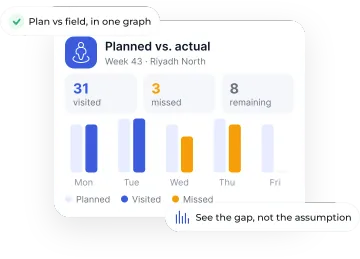 Plan vs field, in one graph
Planned vs. actual
Week 43 · Riyadh North
31
visited
3
missed
8
remaining
Mon
Tue
Wed
Thu
Fri
Planned
Visited
Missed
See the gap, not the assumption